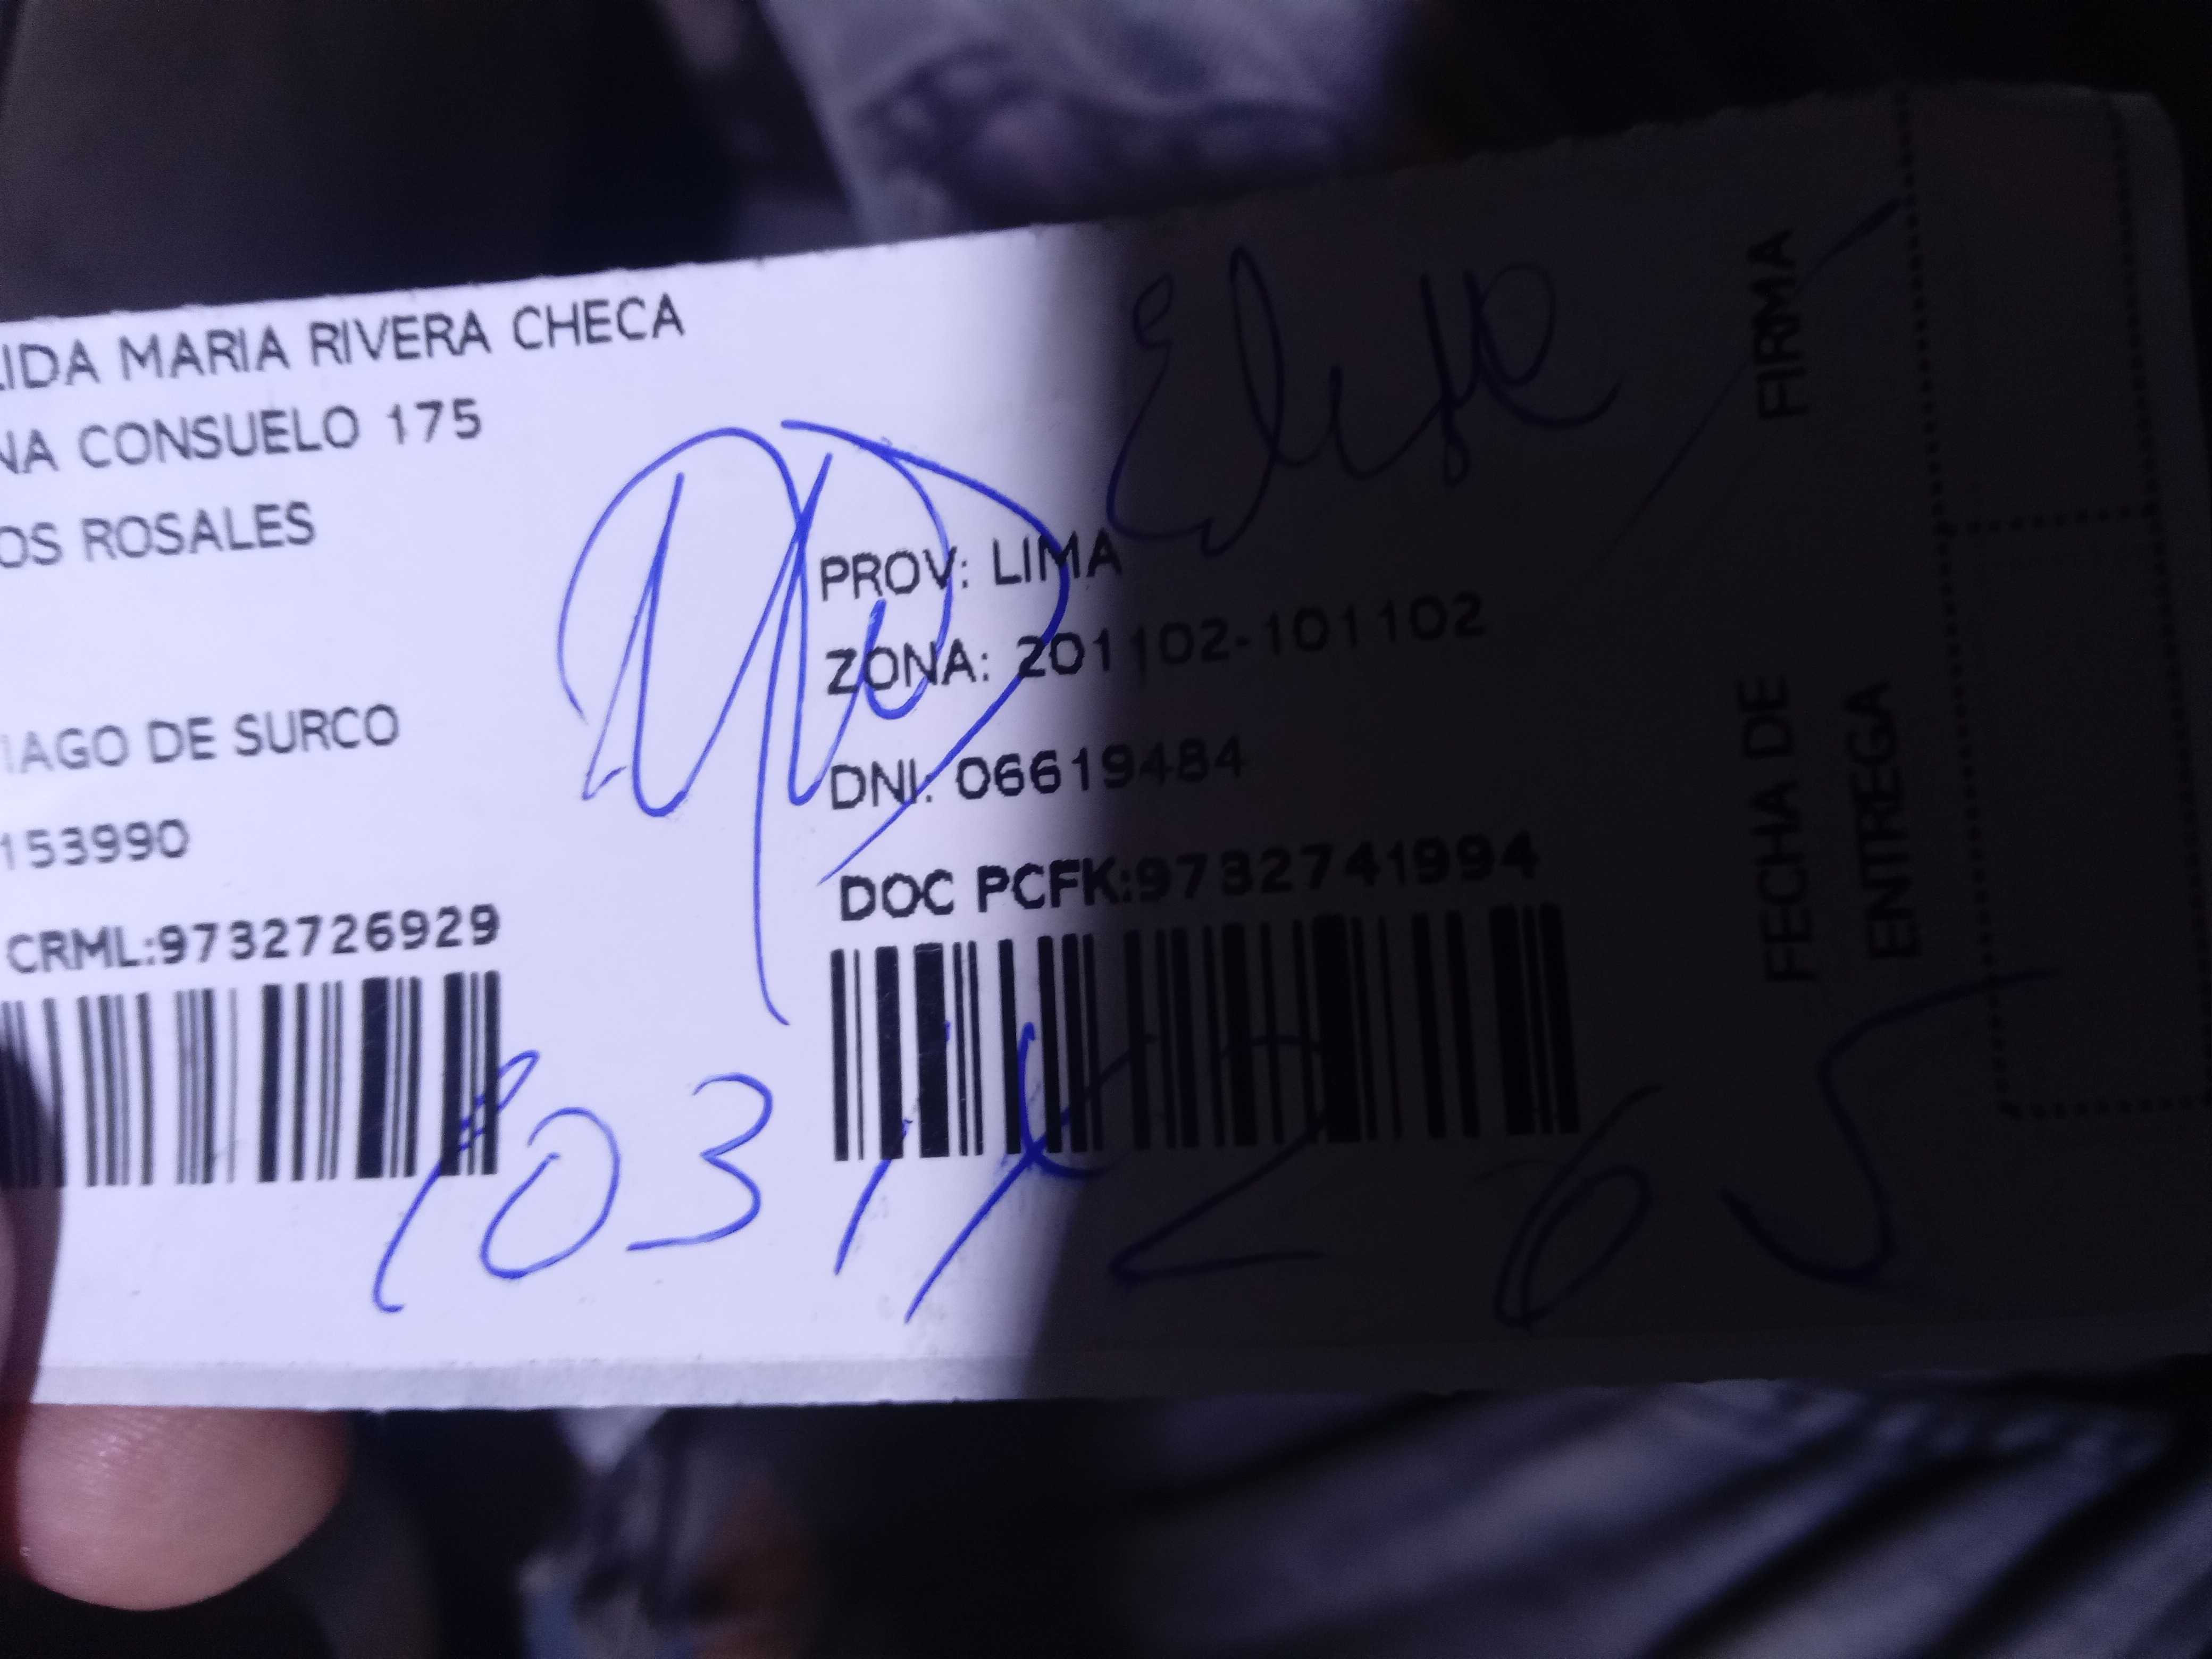 LIDA MARIA RIVERA CHECA
NA CONSUELO 175
OS ROSALES
IAGO DE SURCO
153990
CRML:9732726929
PROV: LIMA
ZONA: 201102-101102
DNI: 06619484
DOC PCFK:9732741994
FIRMA
FECHA DE
ENTREGA